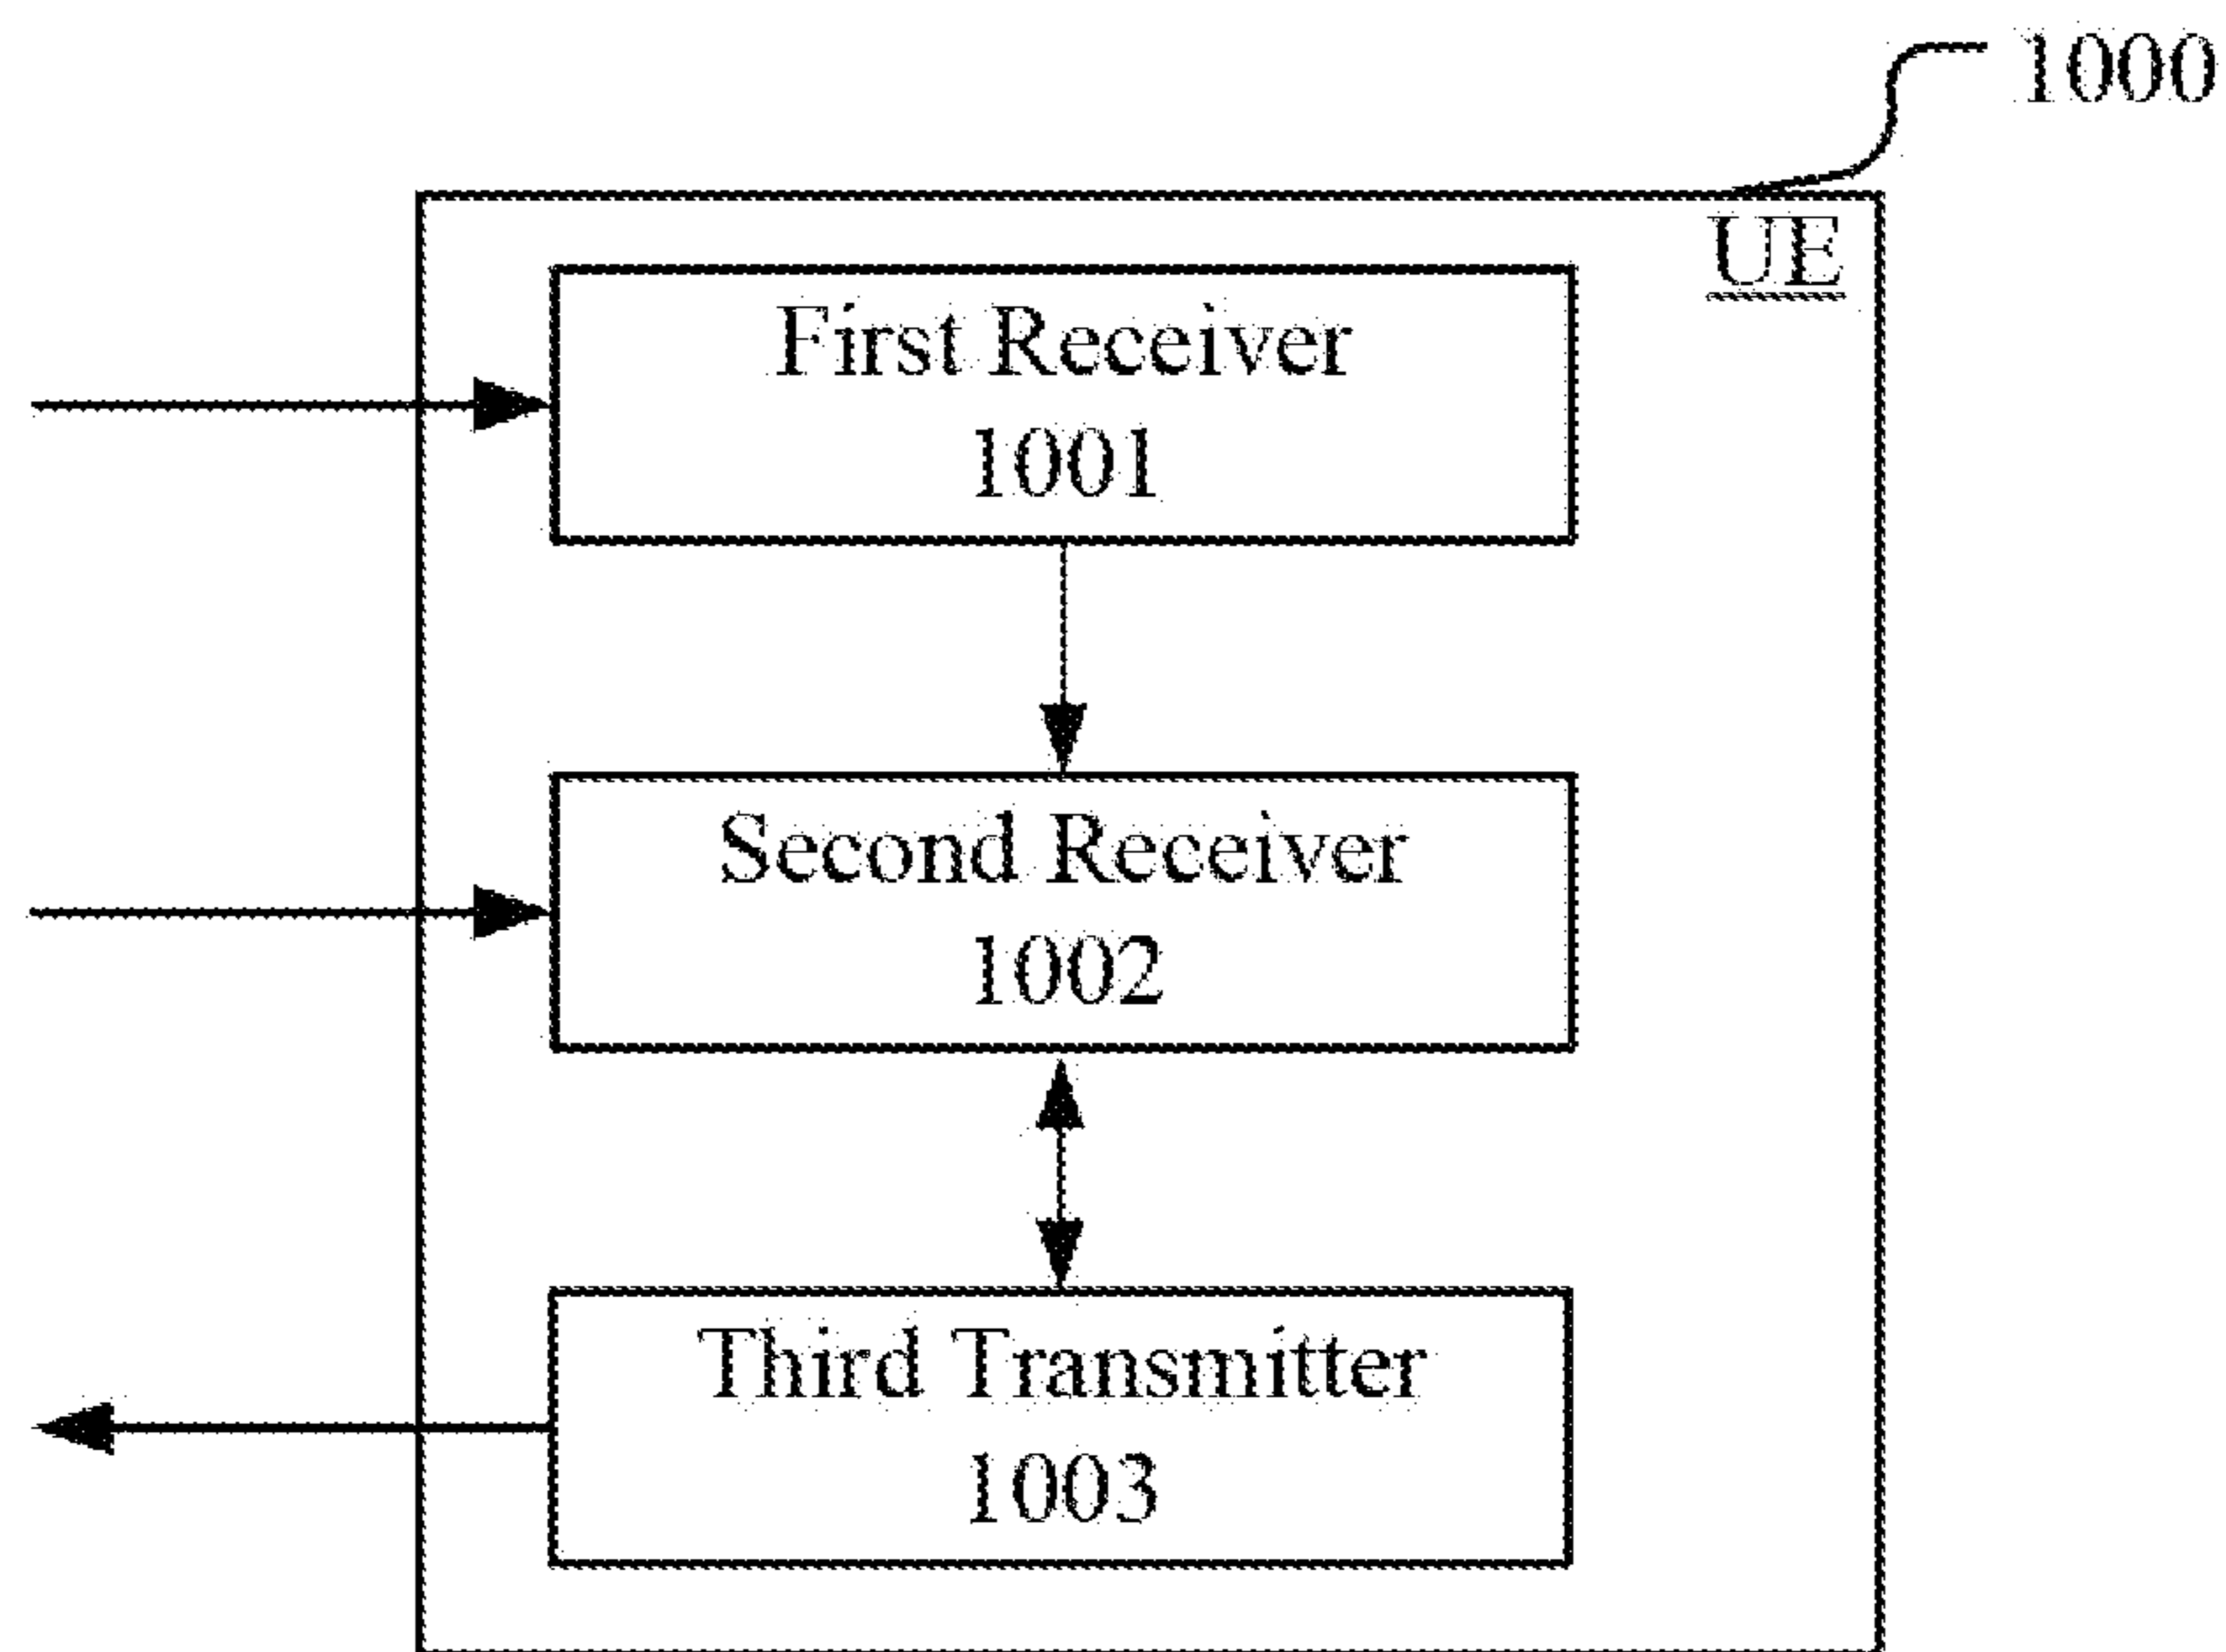 1000
UE
First Receiver
1001
Second Receiver
1002
Third Transmitter
1003